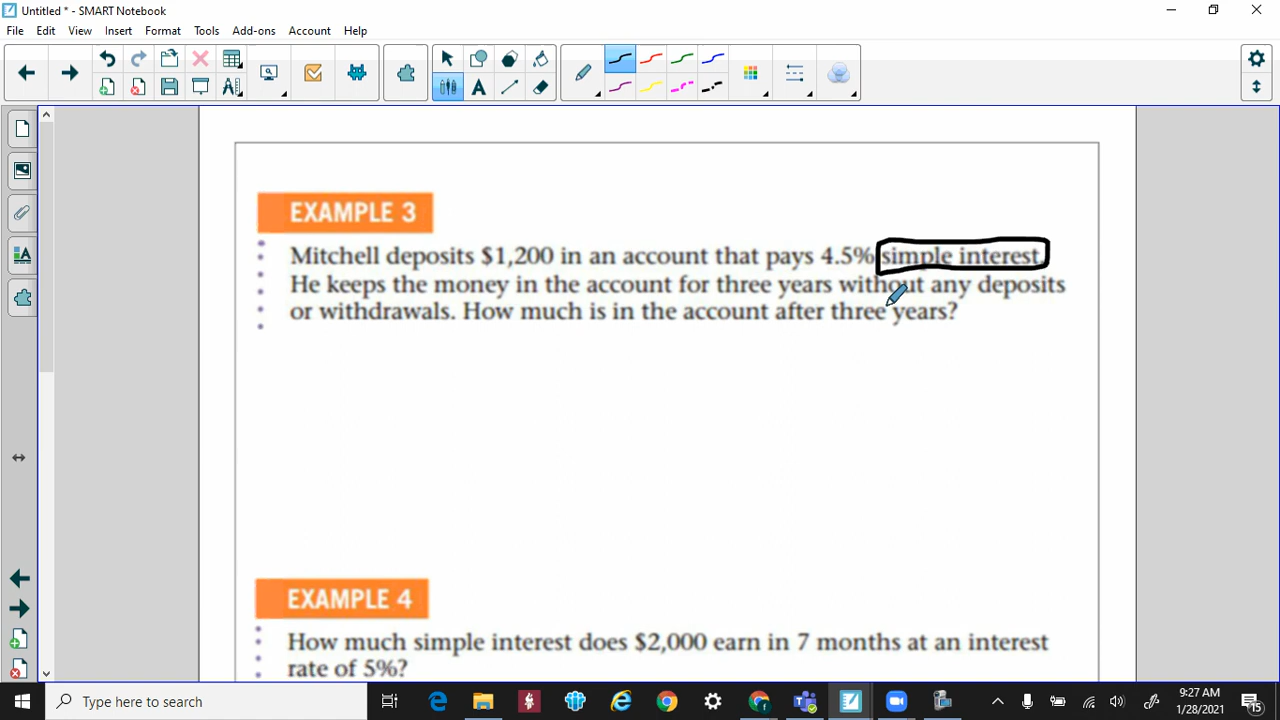 Untitled * - SMART Notebook
File Edit View Insert Format Tools Add-ons Account Help
EXAMPLE 3
Mitchell deposits $1,200 in an account that pays 4.5% simple interest.
He keeps the money in the account for three years without any deposits
or withdrawals. How much is in the account after three years?
EXAMPLE 4
How much simple interest does $2,000 earn in 7 months at an interest
rate of 5%?
Type here to search
9:27 AM
1/28/2021
15